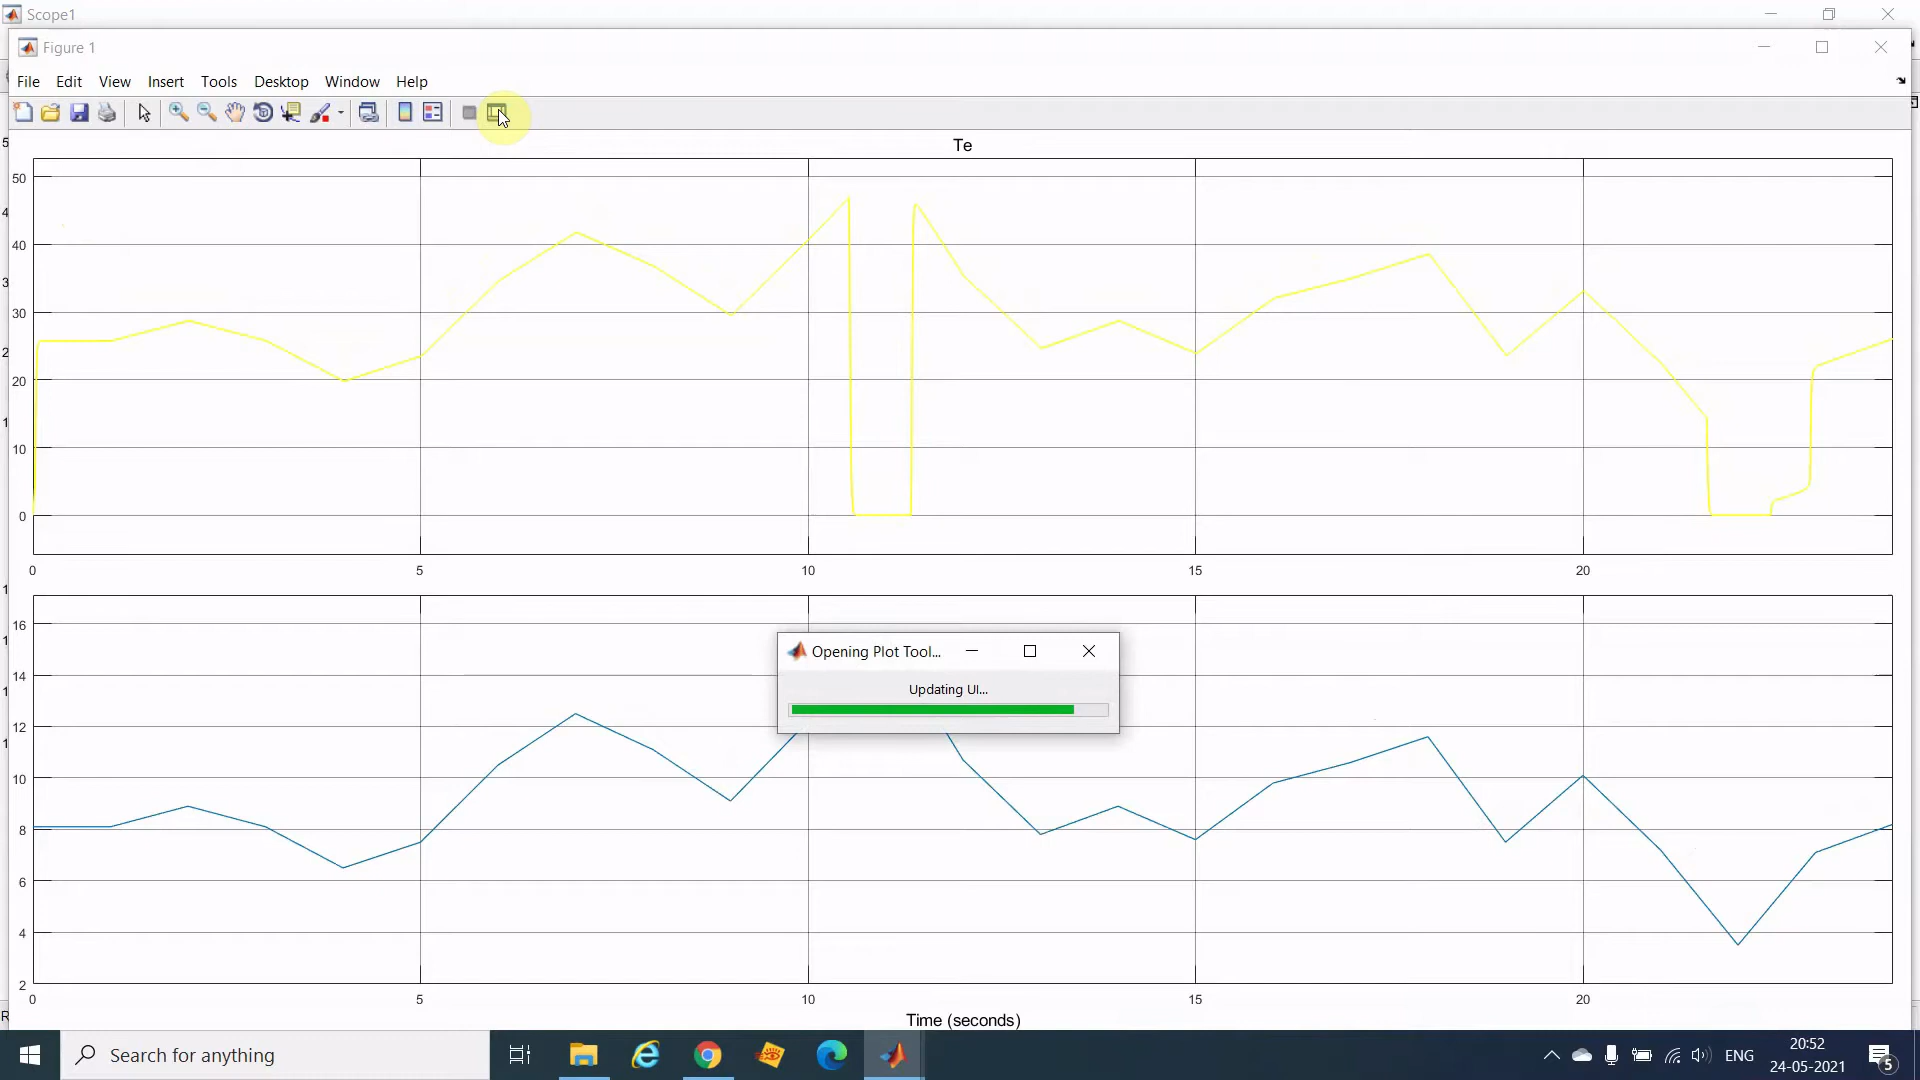 Scope1
Figure 1
File Edit View Insert Tools Desktop Window Help
Te
50
40
30
20
10
0
0 5 10 15 20
Opening Plot Tool...
Updating UI...
16
14
12
10
8
6
4
2
0 5 10 15 20
Time (seconds)
Search for anything
ENG
20:52
24-05-2021
5